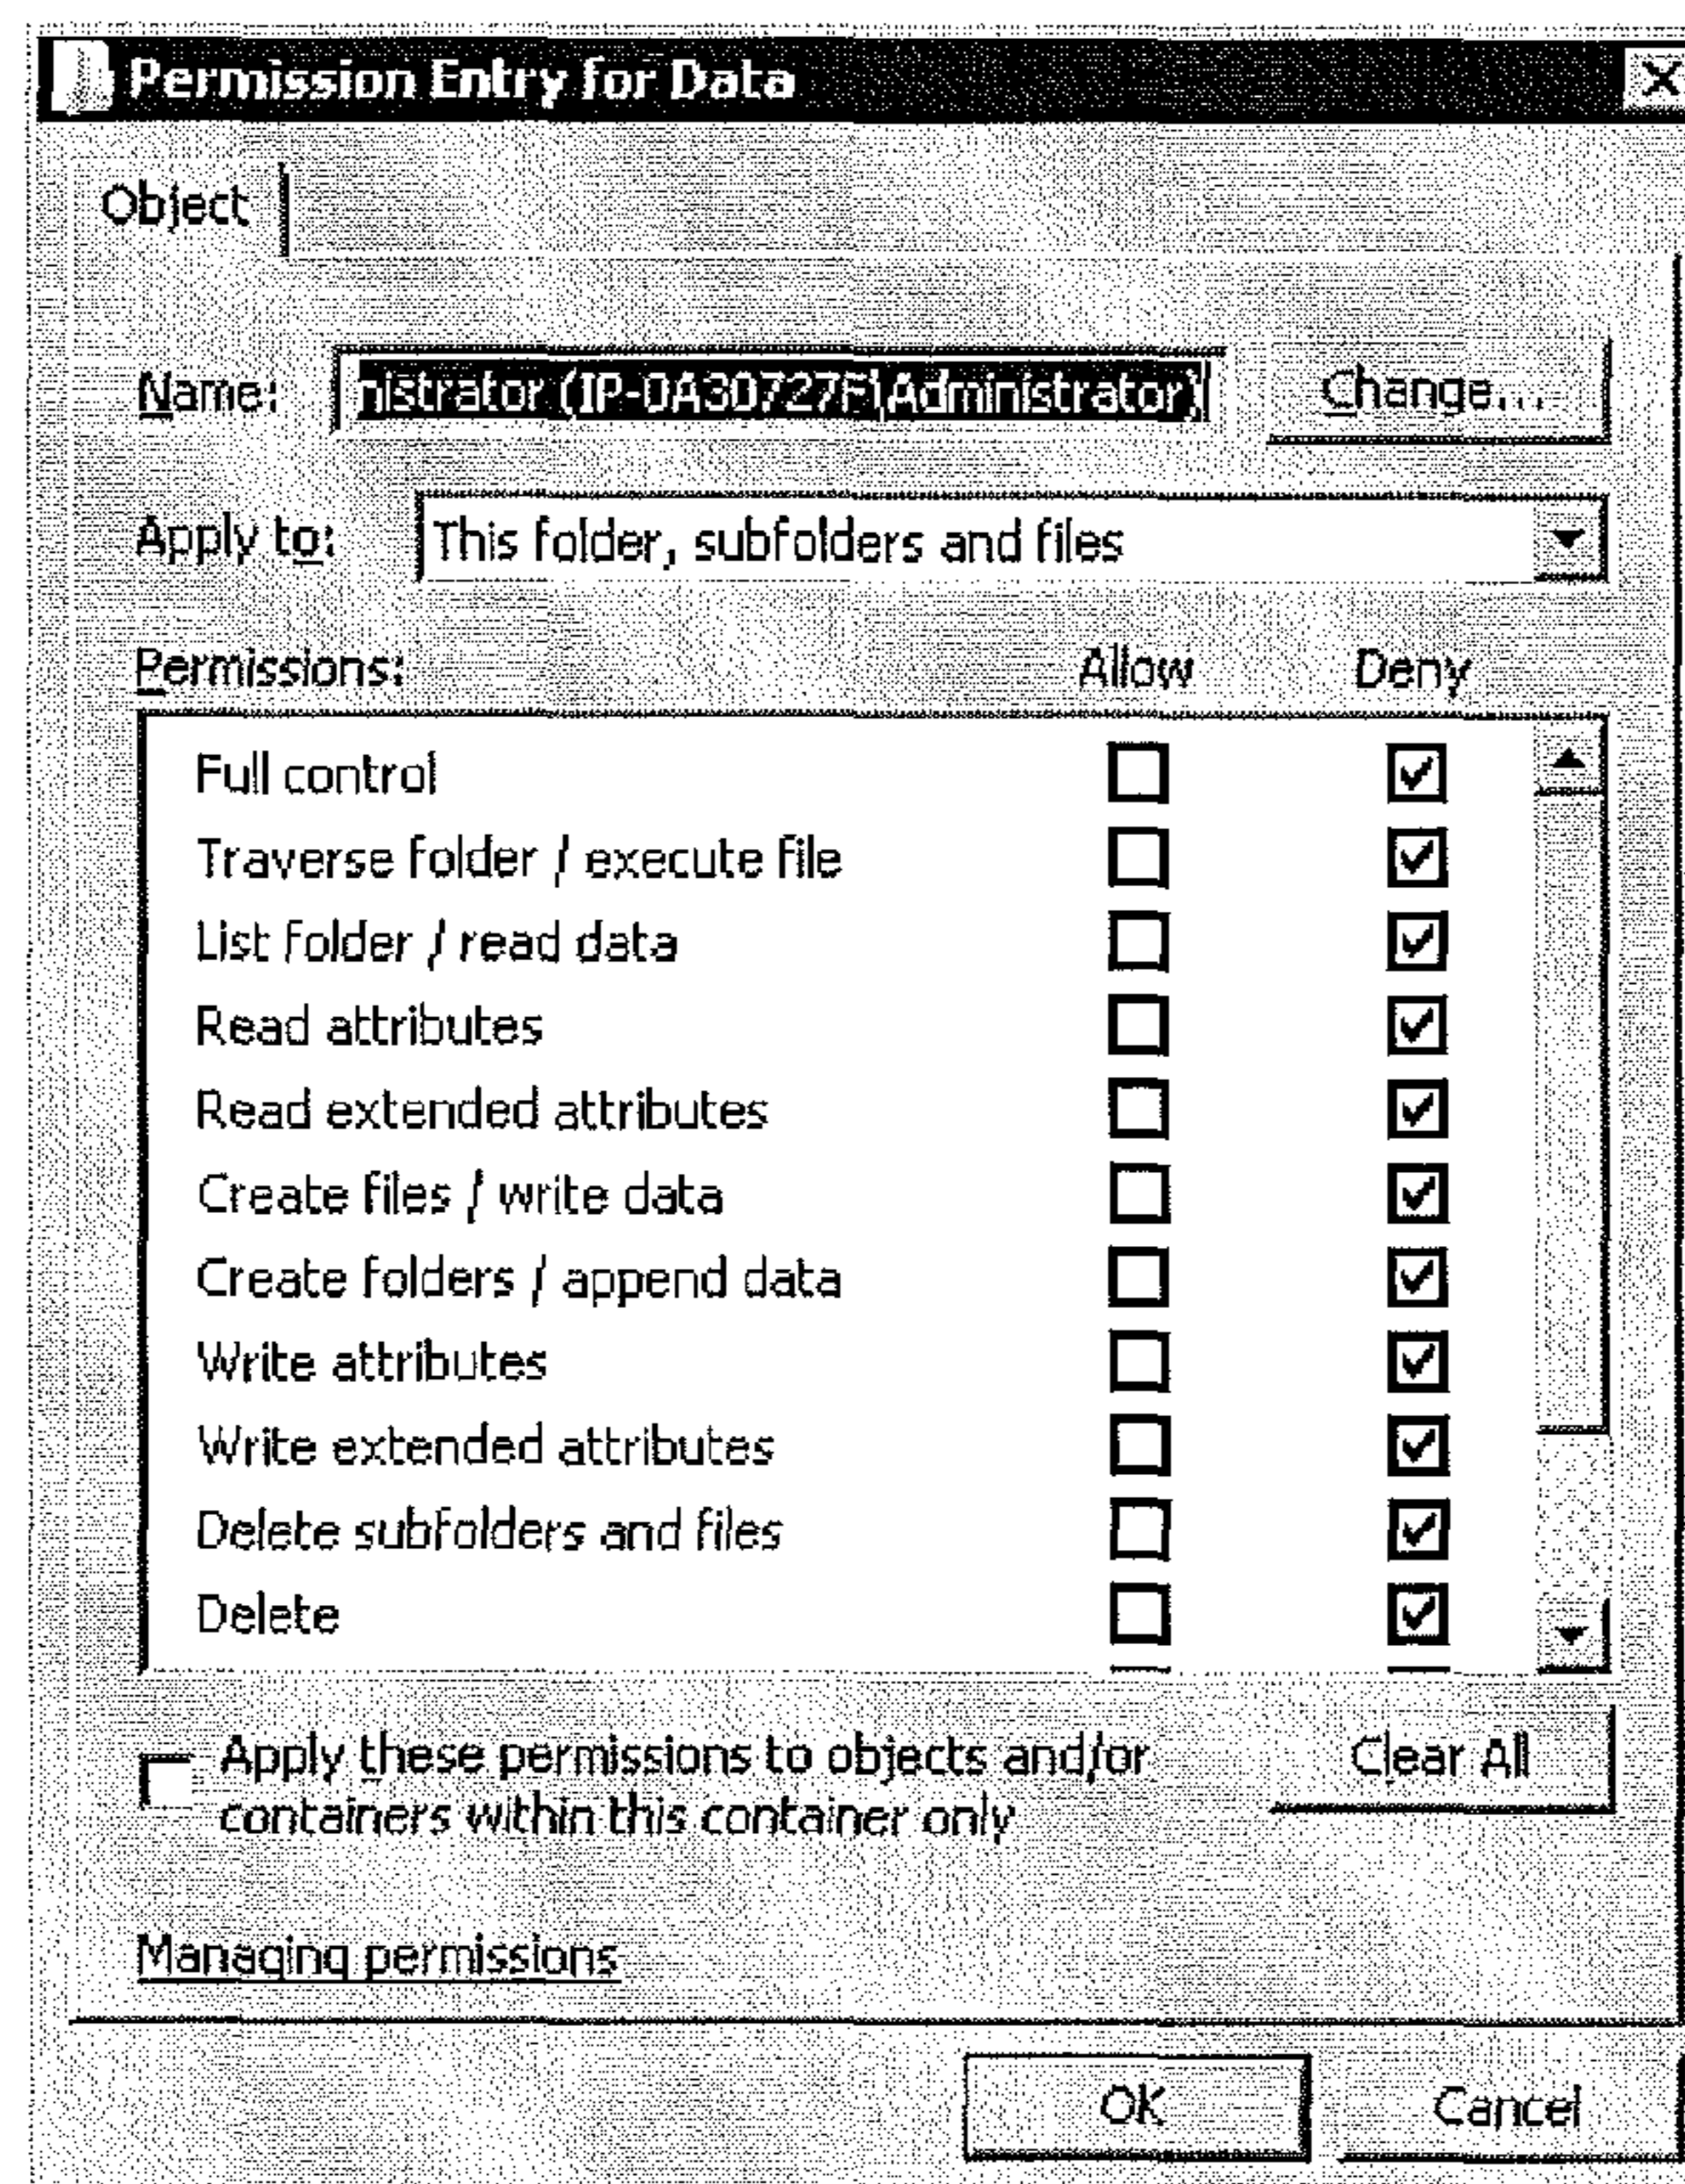 Permission Entry for Data
Object
Name: nistrator (IP-0A30727F\Administrator) Change...
Apply to: This folder, subfolders and files
Permissions: Allow Deny
Full control
Traverse folder / execute file
List folder / read data
Read attributes
Read extended attributes
Create files / write data
Create folders / append data
Write attributes
Write extended attributes
Delete subfolders and files
Delete
Apply these permissions to objects and/or Clear All
containers within this container only
Managing permissions
OK Cancel